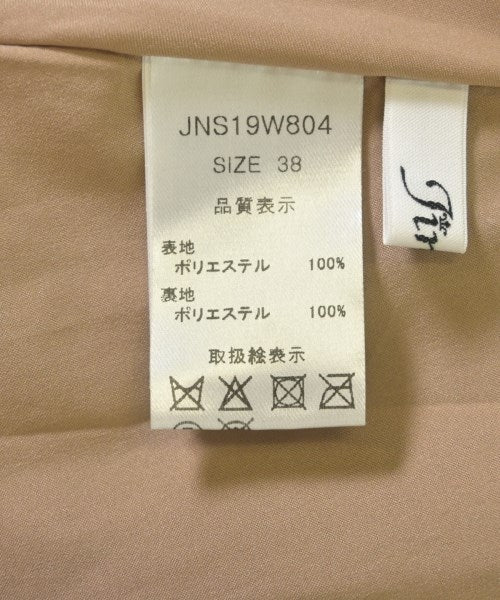 JNS19W804
SIZE 38
品質表示
表地
ポリエステル 100%
裏地
ポリエステル 100%
取扱絵表示